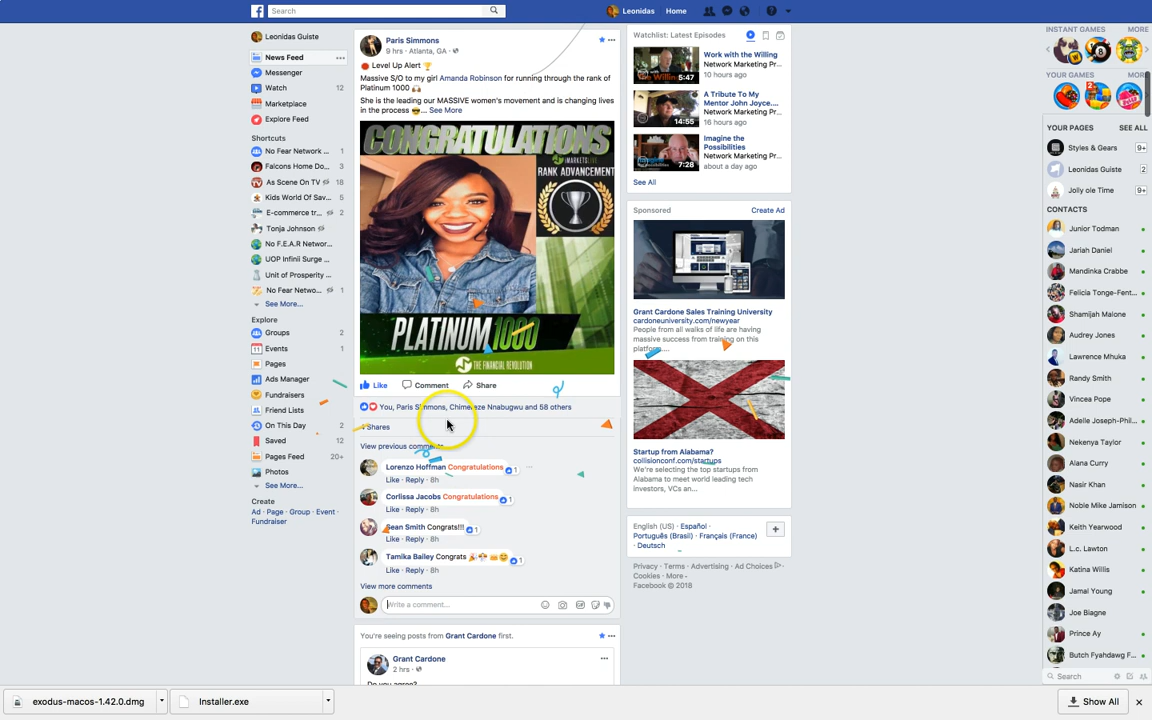 Search
Leonidas
Home
Leonidas Guiste
News Feed
Messenger
Watch 12
Marketplace
Explore Feed
Shortcuts
No Fear Network ... 1
Falcons Home Do... 3
As Scene On TV 18
Kids World Of Sav... 5
E-commerce tr... 2
Tonja Johnson
No F.E.A.R Networ...
UOP Infinii Surge ...
Unit of Prosperity ...
No Fear Netwo... 1
See More...
Explore
Groups 2
Events 1
Pages
Ads Manager
Fundraisers
Friend Lists
On This Day 2
Saved 12
Pages Feed 20+
Photos
See More...
Create
Ad · Page · Group · Event ·
Fundraiser
Paris Simmons
9 hrs · Atlanta, GA ·
Level Up Alert
Massive S/O to my girl Amanda Robinson for running through the rank of
Platinum 1000
She is the leading our MASSIVE women's movement and is changing lives
in the process ... See More
CONGRATULATIONS
IMARKETSLIVE
RANK ADVANCEMENT
PLATINUM 1000
THE FINANCIAL REVOLUTION
Like Comment Share
You, Paris Simmons, Chimereze Nnabugwu and 58 others
Shares
View previous comments
Lorenzo Hoffman Congratulations 1
Like · Reply · 8h
Corlissa Jacobs Congratulations 1
Like · Reply · 8h
Sean Smith Congrats!!! 1
Like · Reply · 8h
Tamika Bailey Congrats 1
Like · Reply · 8h
View more comments
Write a comment...
You're seeing posts from Grant Cardone first.
Grant Cardone
2 hrs ·
Do you agree?
Watchlist: Latest Episodes
Work with the Willing
Network Marketing Pr...
10 hours ago
5:47
A Tribute To My
Mentor John Joyce....
Network Marketing Pr...
16 hours ago
14:55
Imagine the
Possibilities
Network Marketing Pr...
about a day ago
7:28
See All
Sponsored Create Ad
Grant Cardone Sales Training University
cardoneuniversity.com/newyear
People from all walks of life are having
massive success from training on this
platform....
Startup from Alabama?
collisionconf.com/startups
We're selecting the top startups from
Alabama to meet world leading tech
investors, VCs an...
English (US) · Español ·
Português (Brasil) · Français (France)
· Deutsch
Privacy · Terms · Advertising · Ad Choices ·
Cookies · More
Facebook © 2018
INSTANT GAMES MORE
YOUR GAMES MORE
2
YOUR PAGES SEE ALL
Styles & Gears 9+
Leonidas Guiste 2
Jolly ole Time 9+
CONTACTS
Junior Todman
Jariah Daniel
Mandinka Crabbe
Felicia Tonge-Fent...
Shamijah Malone
Audrey Jones
Lawrence Mhuka
Randy Smith
Vincea Pope
Adelle Joseph-Phil...
Nekenya Taylor
Alana Curry
Nasir Khan
Noble Mike Jamison
Keith Yearwood
L.c. Lawton
Katina Willis
Jamal Young
Joe Biagne
Prince Ay
Butch Fyahdawg F...
Search
exodus-macos-1.42.0.dmg
Installer.exe
Show All